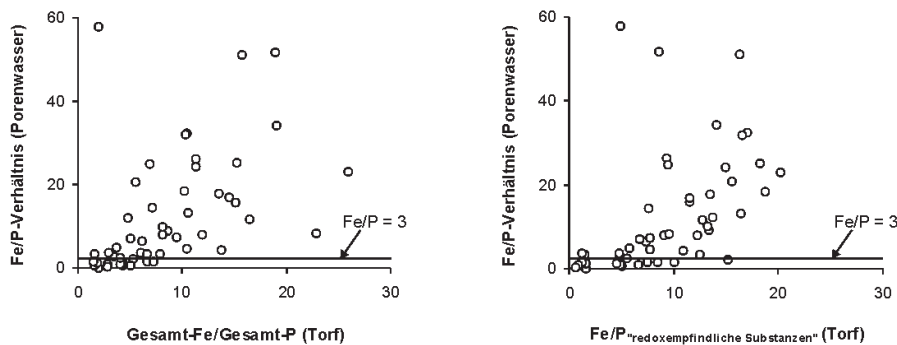 Fe/P-Verhältnis (Porenwasser)
60
40
20
0
Fe/P = 3
0 10 20 30
Gesamt-Fe/Gesamt-P (Torf)
Fe/P-Verhältnis (Porenwasser)
60
40
20
0
Fe/P = 3
0 10 20 30
Fe/P"redoxempfindliche Substanzen" (Torf)